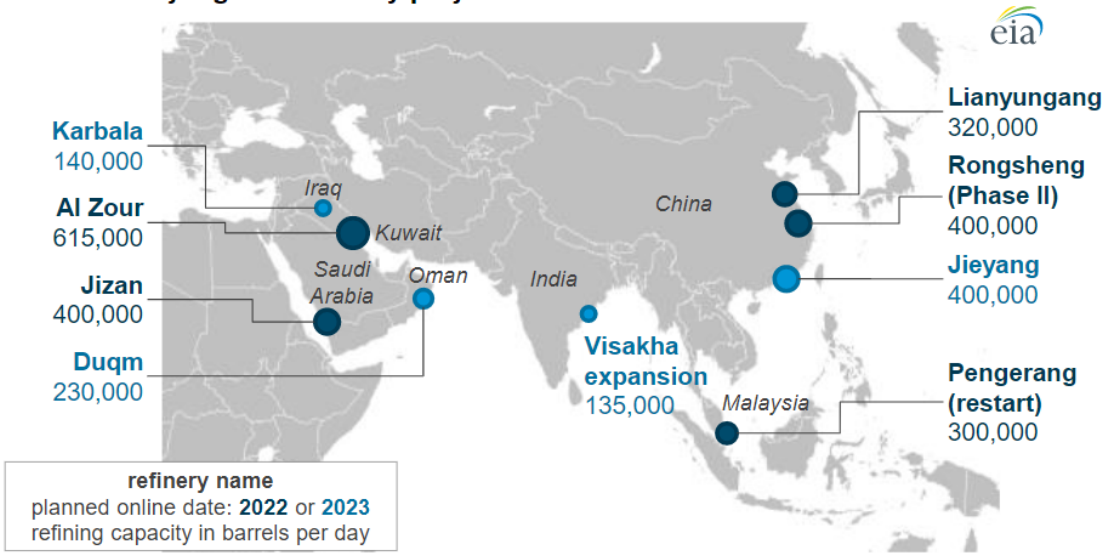 eia
Karbala
140,000
Al Zour
615,000
Jizan
400,000
Duqm
230,000
Iraq
Kuwait
Saudi
Arabia
Oman
India
China
Malaysia
Visakha
expansion
135,000
Lianyungang
320,000
Rongsheng
(Phase II)
400,000
Jieyang
400,000
Pengerang
(restart)
300,000
refinery name
planned online date: 2022 or 2023
refining capacity in barrels per day